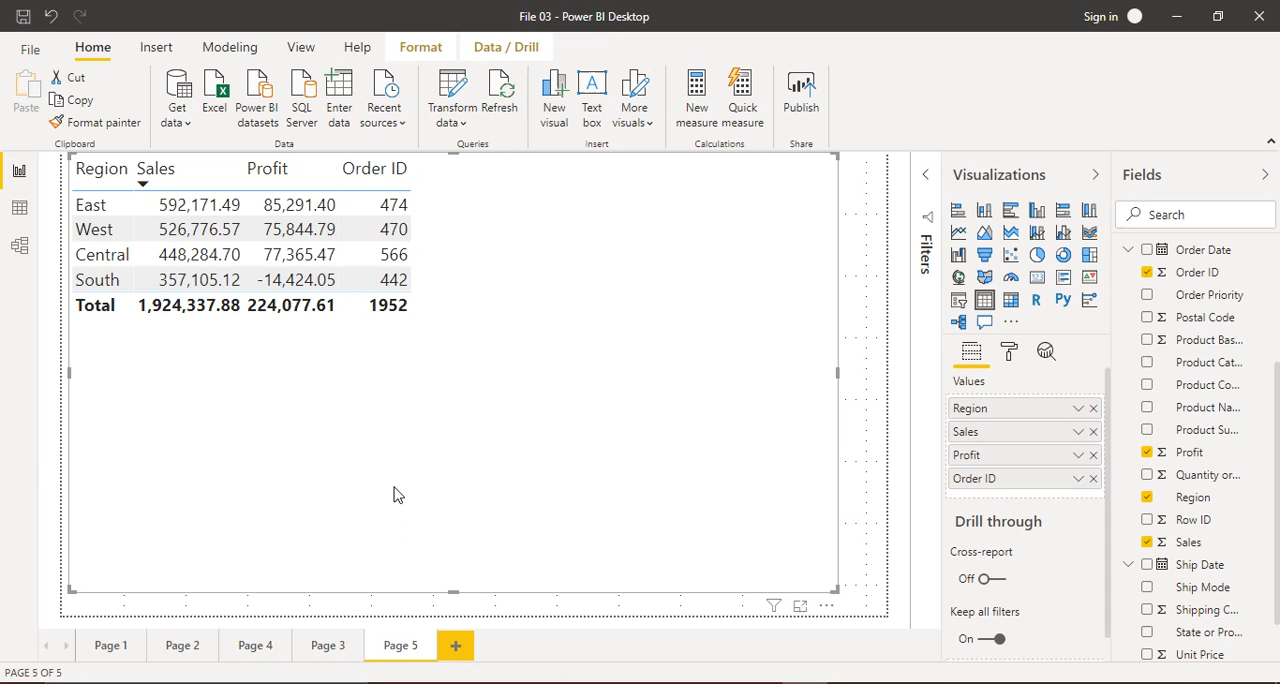 File 03 - Power BI Desktop
Sign in
File Home Insert Modeling View Help Format Data / Drill
Paste
Cut
Copy
Format painter
Clipboard
Get data
Excel
Power BI datasets
SQL Server
Enter data
Recent sources
Data
Transform data
Refresh
Queries
New visual
Text box
More visuals
Insert
New measure
Quick measure
Calculations
Publish
Share
Region Sales Profit Order ID
East 592,171.49 85,291.40 474
West 526,776.57 75,844.79 470
Central 448,284.70 77,365.47 566
South 357,105.12 -14,424.05 442
Total 1,924,337.88 224,077.61 1952
Filters
Visualizations
R Py
Values
Region
Sales
Profit
Order ID
Drill through
Cross-report
Off
Keep all filters
On
Fields
Search
Order Date
Σ Order ID
Order Priority
Σ Postal Code
Σ Product Bas...
Product Cat...
Product Co...
Product Na...
Product Su...
Σ Profit
Σ Quantity or...
Region
Σ Row ID
Σ Sales
Ship Date
Ship Mode
Σ Shipping C...
State or Pro...
Σ Unit Price
Page 1 Page 2 Page 4 Page 3 Page 5 +
PAGE 5 OF 5